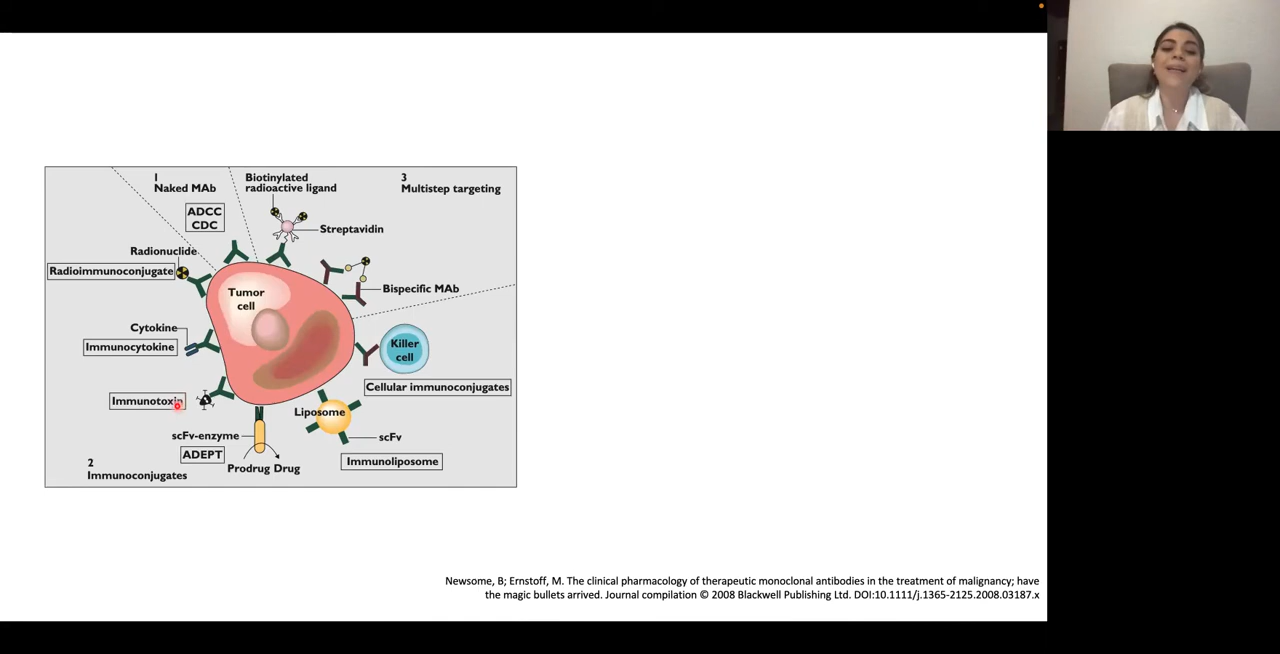 1
Naked MAb
ADCC
CDC
Biotinylated
radioactive ligand
3
Multistep targeting
Streptavidin
Radionuclide
Radioimmunoconjugate
Tumor
cell
Bispecific MAb
Cytokine
Immunocytokine
Killer
cell
Cellular immunoconjugates
Immunotoxin
Liposome
scFv-enzyme
scFv
ADEPT
Immunoliposome
Prodrug Drug
2
Immunoconjugates
Newsome, B; Ernstoff, M. The clinical pharmacology of therapeutic monoclonal antibodies in the treatment of malignancy; have
the magic bullets arrived. Journal compilation © 2008 Blackwell Publishing Ltd. DOI:10.1111/j.1365-2125.2008.03187.x